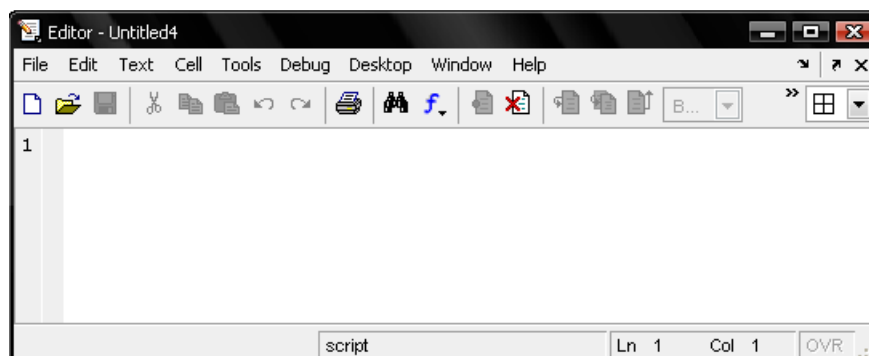 Editor - Untitled4
File Edit Text Cell Tools Debug Desktop Window Help
B...
1
script Ln 1 Col 1 OVR